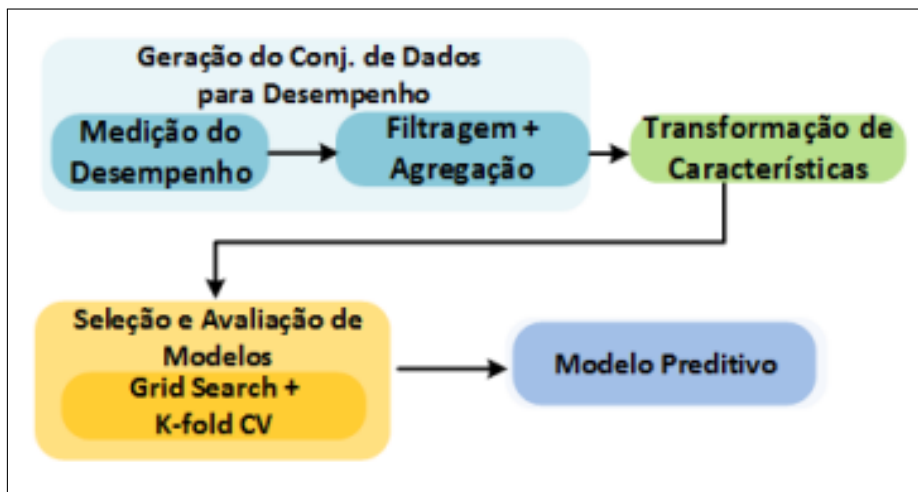 Geração do Conj. de Dados
para Desempenho
Medição do
Desempenho
Filtragem +
Agregação
Transformação de
Características
Seleção e Avaliação de
Modelos
Grid Search +
K-fold CV
Modelo Preditivo